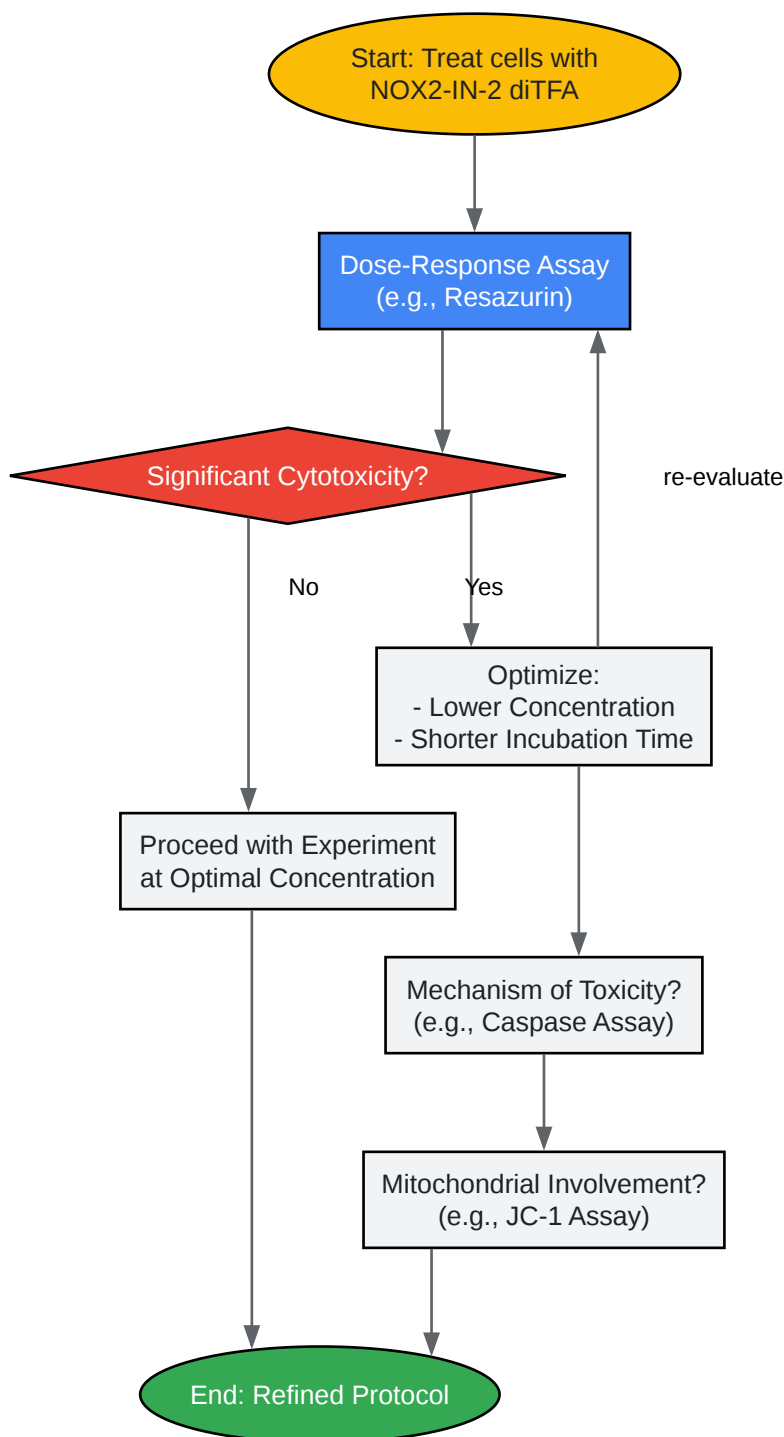 Start: Treat cells with
NOX2-IN-2 diTFA
Dose-Response Assay
(e.g., Resazurin)
Significant Cytotoxicity?
re-evaluate
No
Yes
Optimize:
- Lower Concentration
- Shorter Incubation Time
Proceed with Experiment
at Optimal Concentration
Mechanism of Toxicity?
(e.g., Caspase Assay)
Mitochondrial Involvement?
(e.g., JC-1 Assay)
End: Refined Protocol